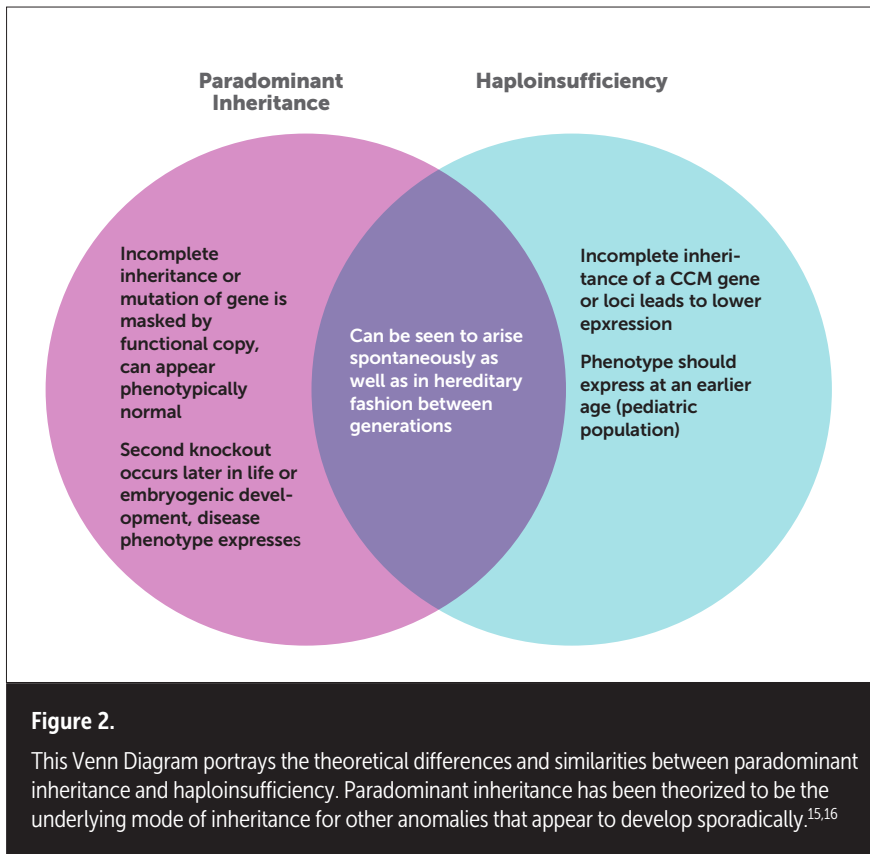 Paradominant
Inheritance
Haploinsufficiency
Incomplete
inheritance or
mutation of gene is
masked by
functional copy,
can appear
phenotypically
normal
Second knockout
occurs later in life or
embryogenic devel-
opment, disease
phenotype expresses
Can be seen to arise
spontaneously as
well as in hereditary
fashion between
generations
Incomplete inheri-
tance of a CCM gene
or loci leads to lower
epxression
Phenotype should
express at an earlier
age (pediatric
population)
Figure 2.
This Venn Diagram portrays the theoretical differences and similarities between paradominant
inheritance and haploinsufficiency. Paradominant inheritance has been theorized to be the
underlying mode of inheritance for other anomalies that appear to develop sporadically.15,16